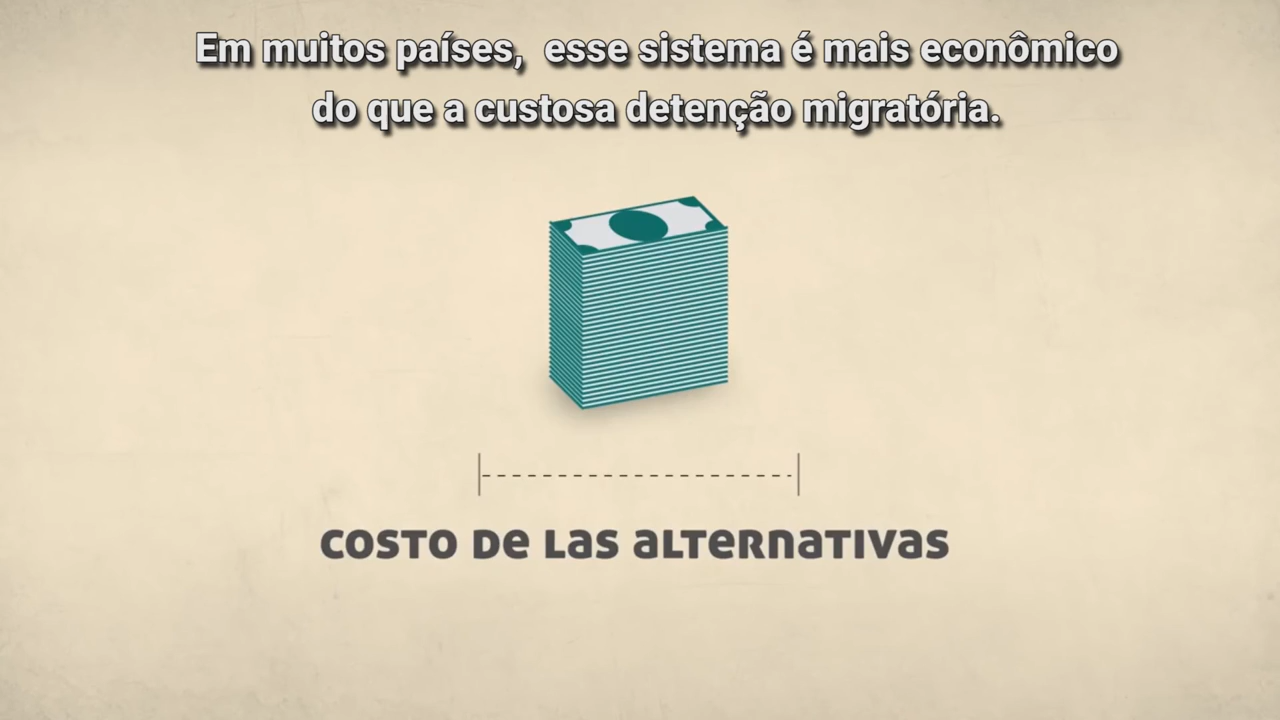 Em muitos países, esse sistema é mais econômico
do que a custosa detenção migratória.
COSTO DE LAS ALTERNATIVAS